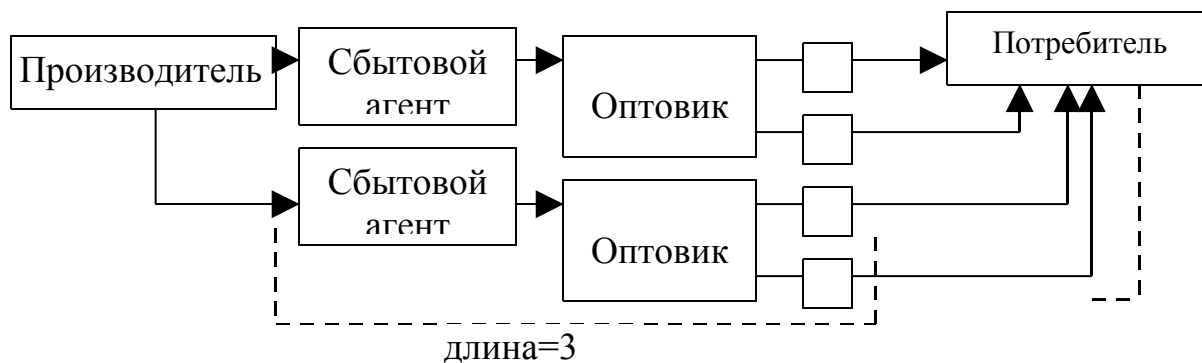 Производитель
Сбытовой
агент
Оптовик
Потребитель
Сбытовой
агент
Оптовик
длина=3